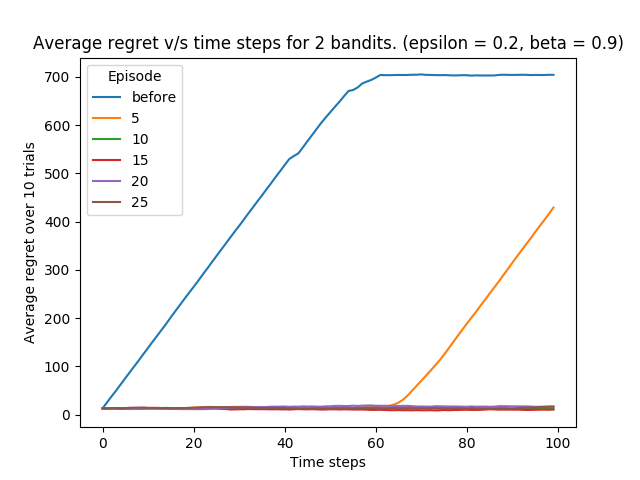 Average regret v/s time steps for 2 bandits. (epsilon = 0.2, beta = 0.9)
Episode
before
5
10
15
20
25
Average regret over 10 trials
700
600
500
400
300
200
100
0
0 20 40 60 80 100
Time steps